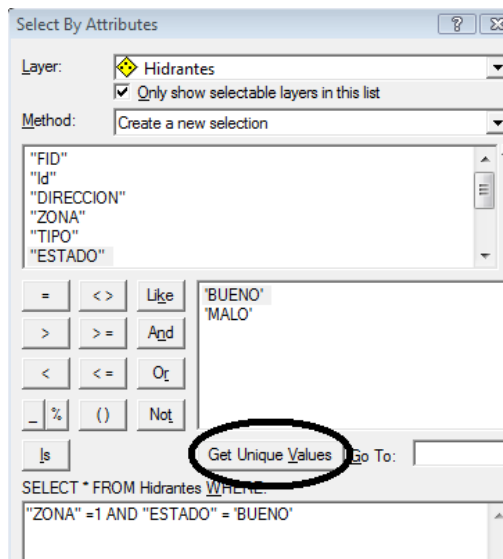 Select By Attributes
?
Layer:
Hidrantes
Only show selectable layers in this list
Method:
Create a new selection
"FID"
"Id"
"DIRECCION"
"ZONA"
"TIPO"
"ESTADO"
= <> Like
> >= And
< <= Or
_ % () Not
Is
'BUENO'
'MALO'
Get Unique Values Go To:
SELECT * FROM Hidrantes WHERE:
"ZONA" =1 AND "ESTADO" = 'BUENO'